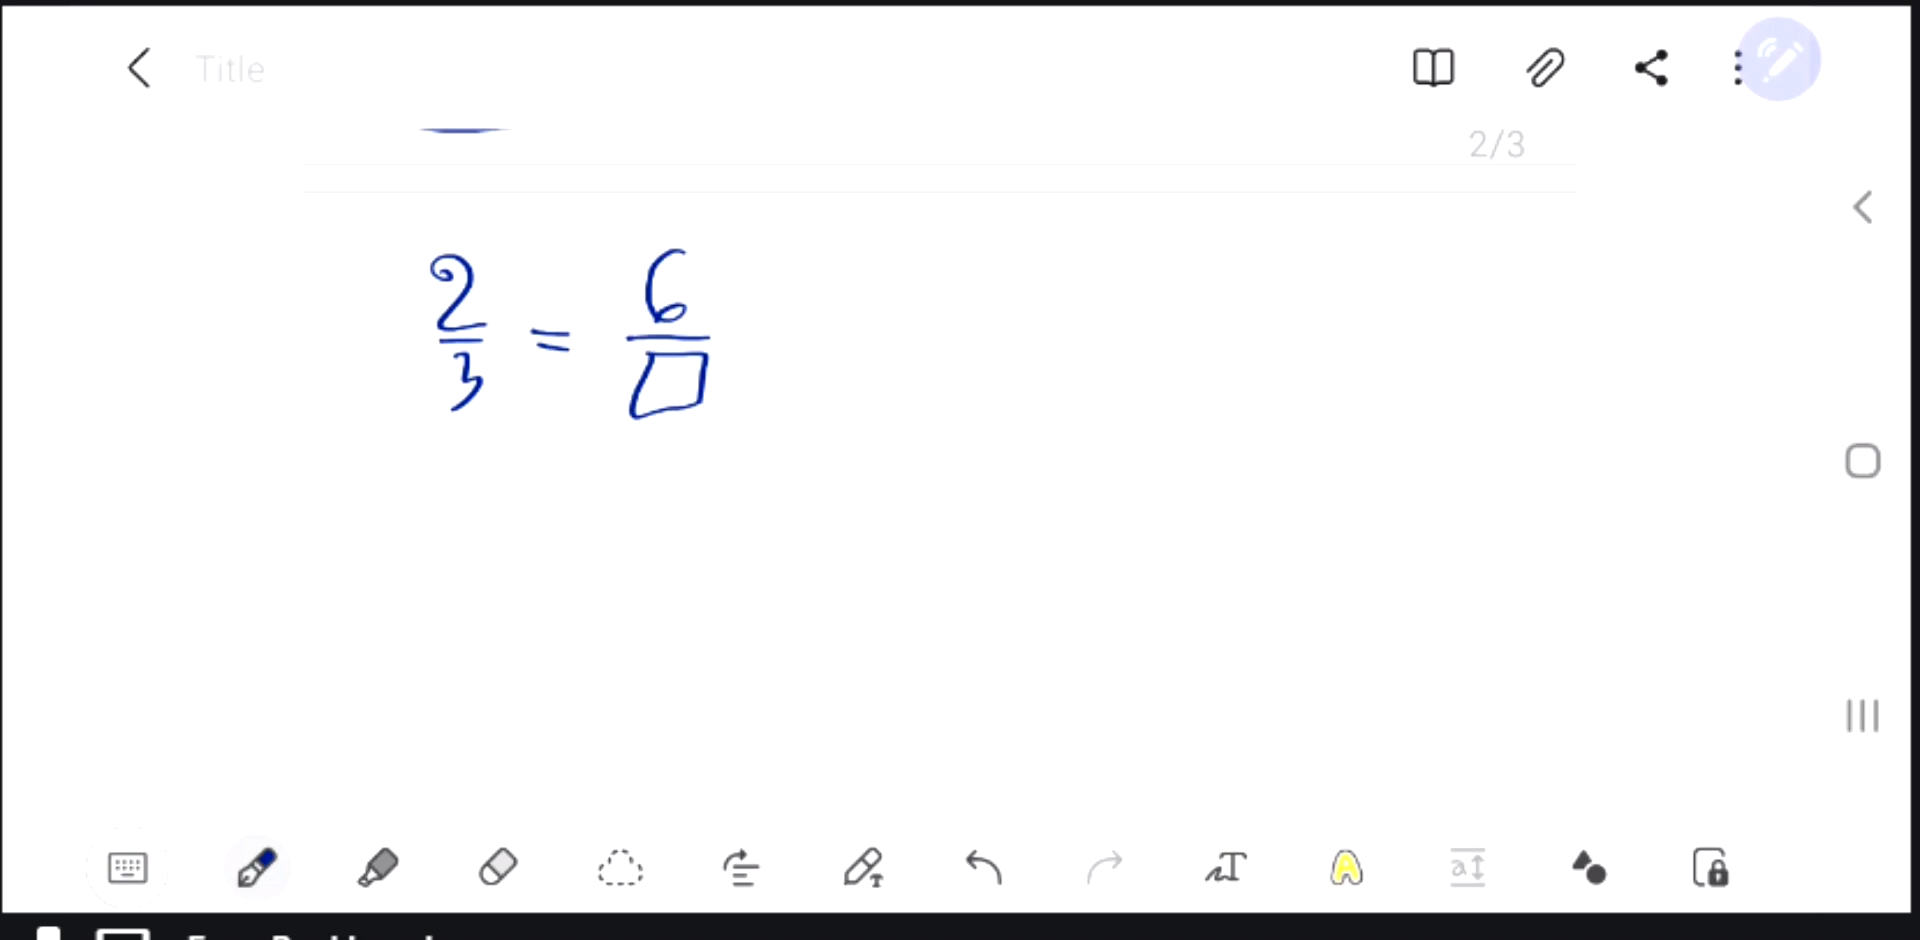 Title
2/3
2/3 = 6/□